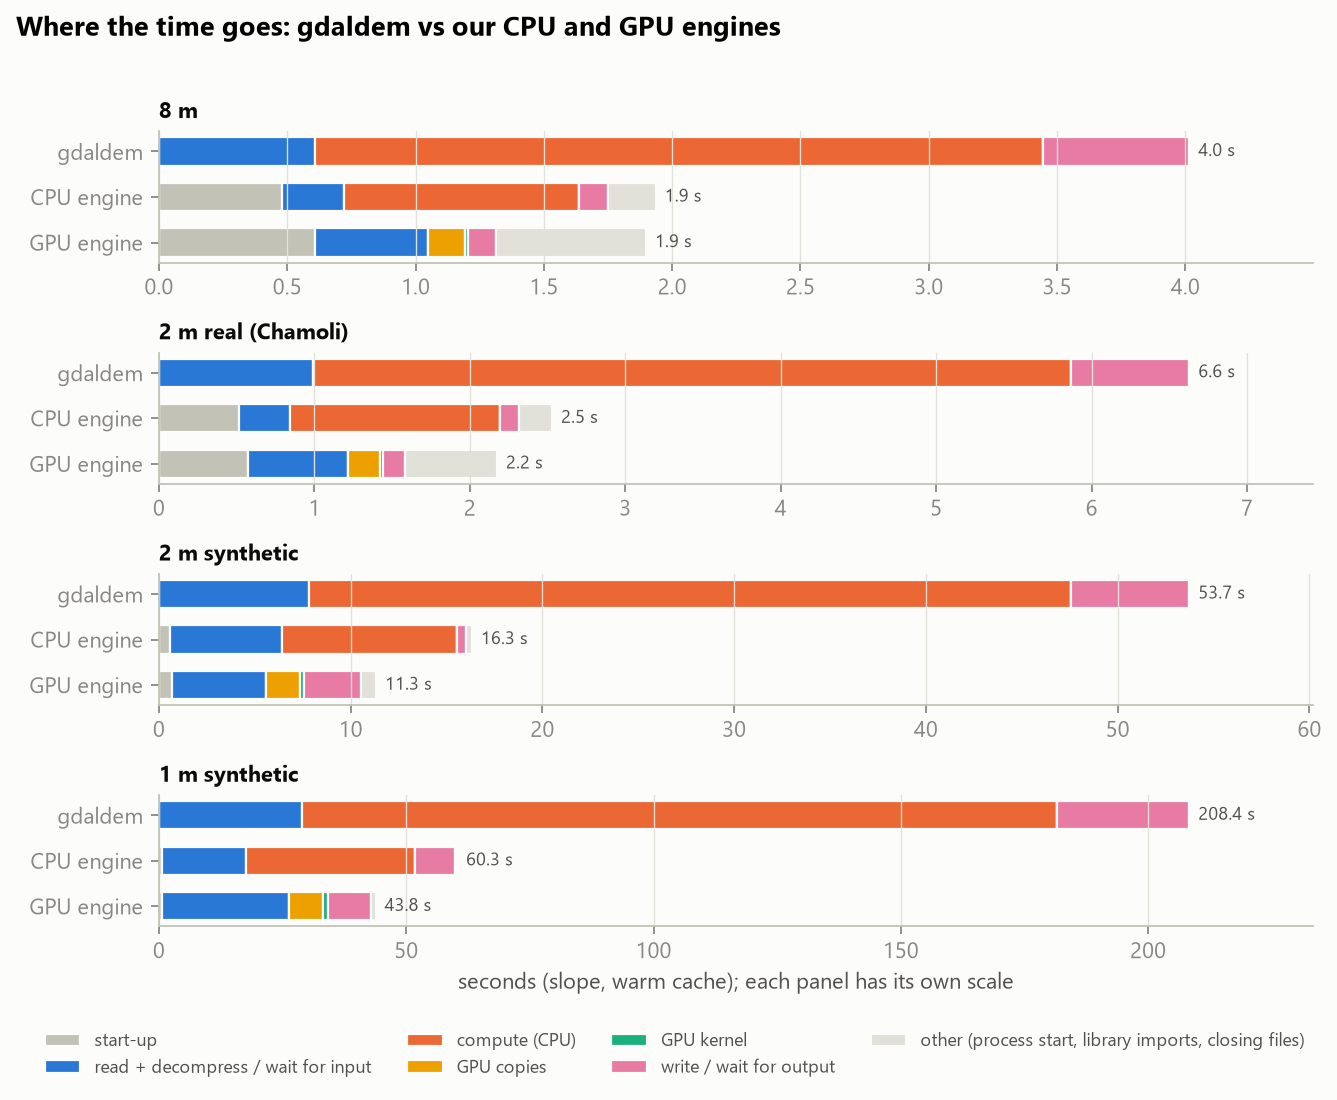 Where the time goes: gdaldem vs our CPU and GPU engines
8 m
gdaldem 4.0 s
CPU engine 1.9 s
GPU engine 1.9 s
0.0 0.5 1.0 1.5 2.0 2.5 3.0 3.5 4.0
2 m real (Chamoli)
gdaldem 6.6 s
CPU engine 2.5 s
GPU engine 2.2 s
0 1 2 3 4 5 6 7
2 m synthetic
gdaldem 53.7 s
CPU engine 16.3 s
GPU engine 11.3 s
0 10 20 30 40 50 60
1 m synthetic
gdaldem 208.4 s
CPU engine 60.3 s
GPU engine 43.8 s
0 50 100 150 200
seconds (slope, warm cache); each panel has its own scale
start-up compute (CPU) GPU kernel other (process start, library imports, closing files)
read + decompress / wait for input GPU copies write / wait for output